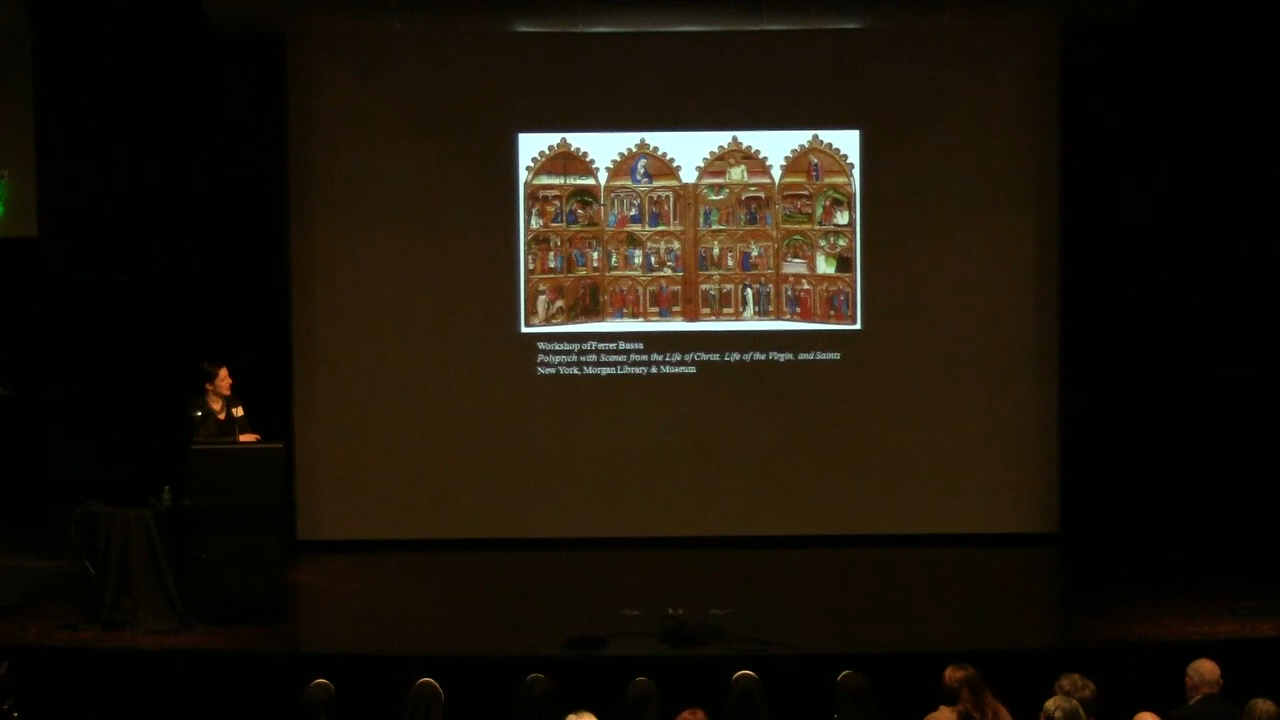 Workshop of Ferrer Bassa
Polyptych with Scenes from the Life of Christ, Life of the Virgin, and Saints
New York, Morgan Library & Museum